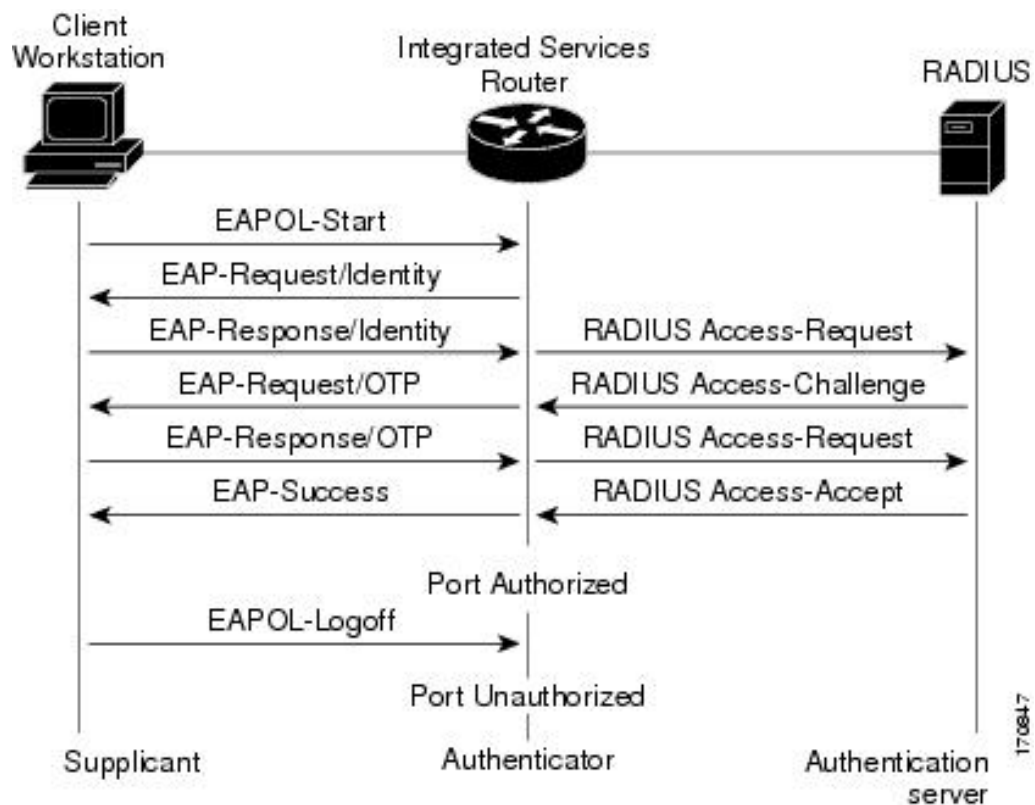 Client
Workstation
Integrated Services
Router
RADIUS
EAPOL-Start
EAP-Request/Identity
EAP-Response/Identity
RADIUS Access-Request
EAP-Request/OTP
RADIUS Access-Challenge
EAP-Response/OTP
RADIUS Access-Request
EAP-Success
RADIUS Access-Accept
Port Authorized
EAPOL-Logoff
Port Unauthorized
Supplicant
Authenticator
Authentication
server
170847